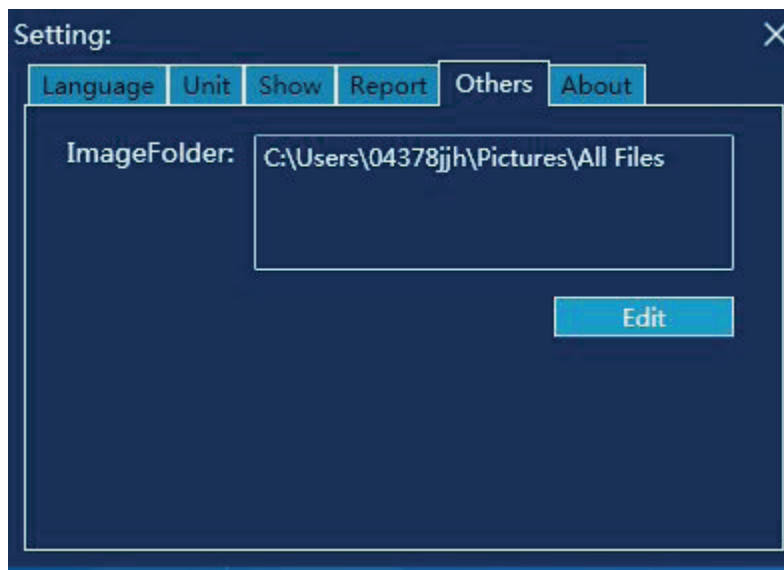 Setting:
Language Unit Show Report Others About
ImageFolder: C:\Users\04378jjh\Pictures\All Files
Edit